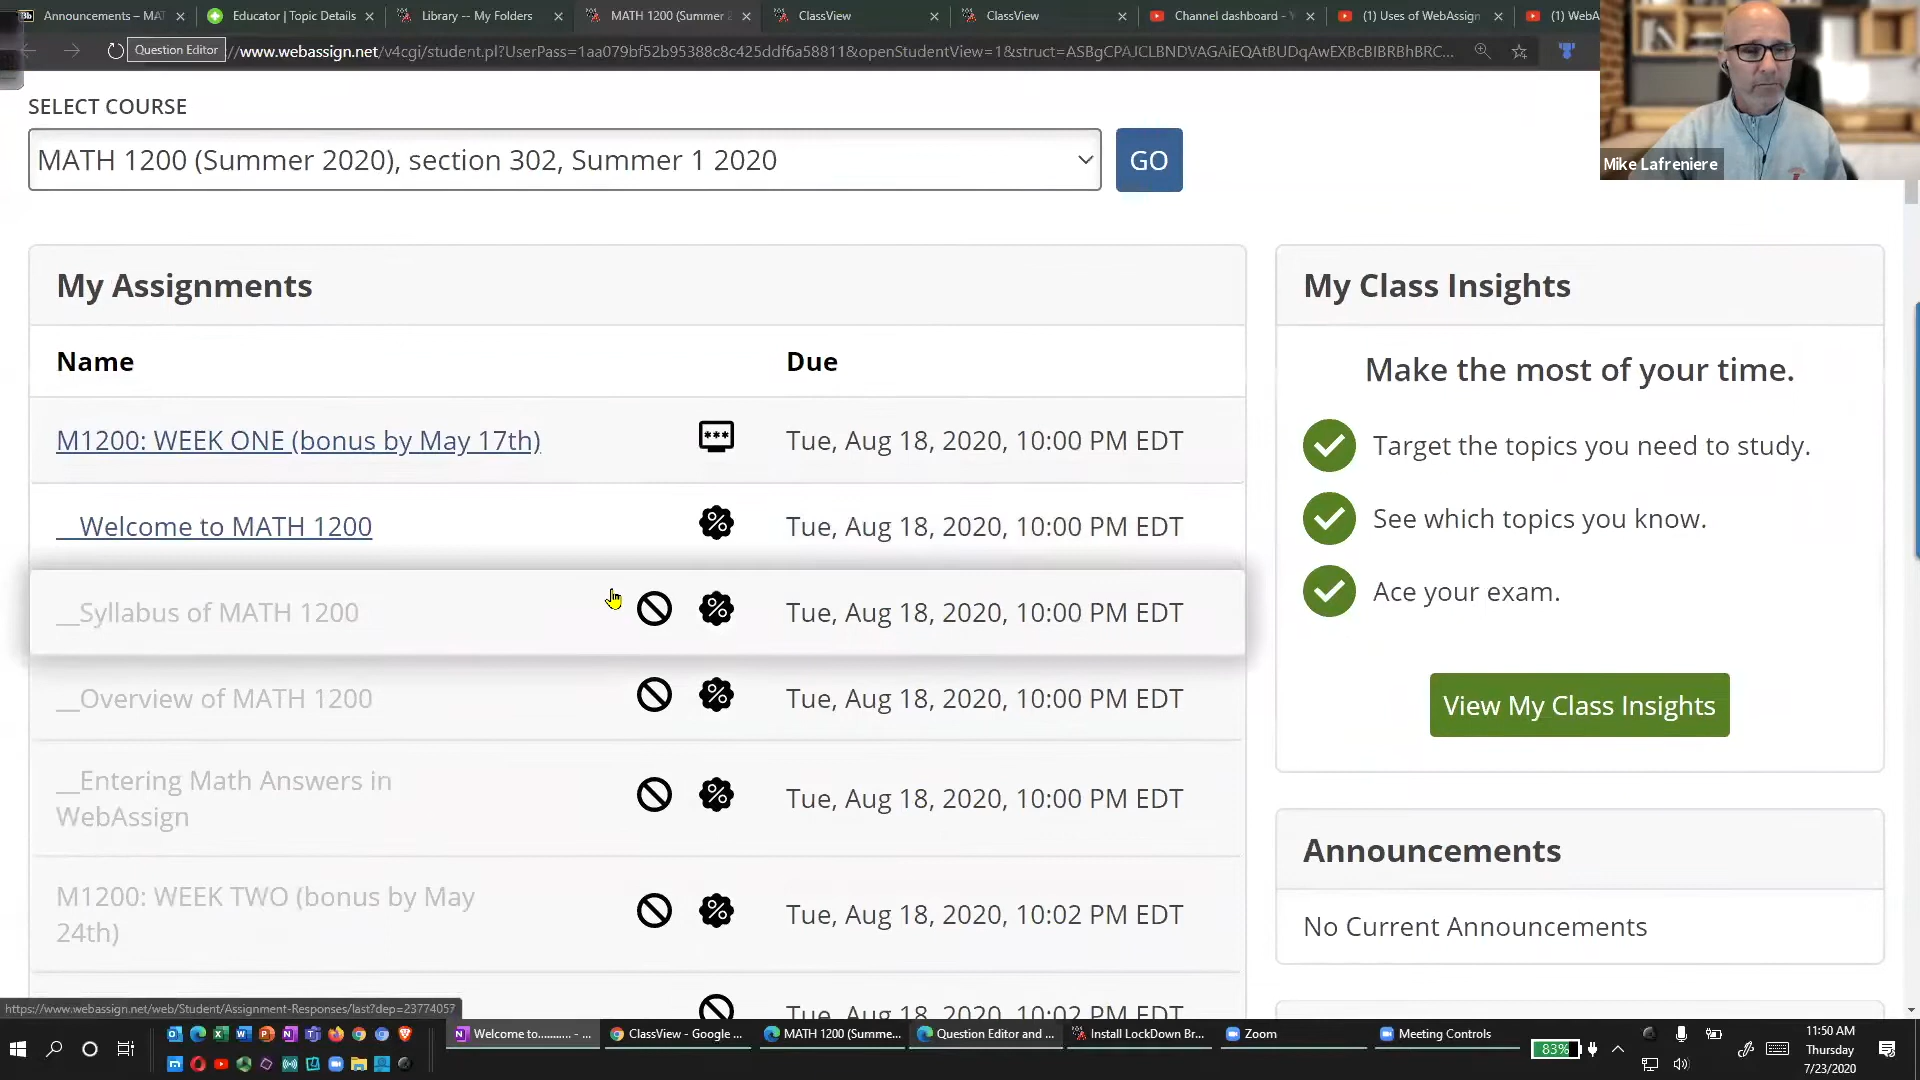 Announcements – MAT
Educator | Topic Details
Library -- My Folders
MATH 1200 (Summer 2
ClassView
ClassView
Channel dashboard - Y
(1) Uses of WebAssign
(1) WebA
Question Editor
//www.webassign.net/v4cgi/student.pl?UserPass=1aa079bf52b95388c8c425ddf6a58811&openStudentView=1&struct=ASBgCPAJCLBNDVAGAiEQAtBUDqAwEXBcBIBRBhBRC...
Mike Lafreniere
SELECT COURSE
MATH 1200 (Summer 2020), section 302, Summer 1 2020
GO
My Assignments
Name Due
M1200: WEEK ONE (bonus by May 17th) Tue, Aug 18, 2020, 10:00 PM EDT
__Welcome to MATH 1200 Tue, Aug 18, 2020, 10:00 PM EDT
__Syllabus of MATH 1200 Tue, Aug 18, 2020, 10:00 PM EDT
__Overview of MATH 1200 Tue, Aug 18, 2020, 10:00 PM EDT
__Entering Math Answers in
WebAssign
Tue, Aug 18, 2020, 10:00 PM EDT
M1200: WEEK TWO (bonus by May
24th)
Tue, Aug 18, 2020, 10:02 PM EDT
Tue, Aug 18, 2020, 10:02 PM EDT
My Class Insights
Make the most of your time.
Target the topics you need to study.
See which topics you know.
Ace your exam.
View My Class Insights
Announcements
No Current Announcements
https://www.webassign.net/web/Student/Assignment-Responses/last?dep=23774057
Welcome to.......... - ...
ClassView - Google ...
MATH 1200 (Summe...
Question Editor and ...
Install LockDown Br...
Zoom
Meeting Controls
83%
11:50 AM
Thursday
7/23/2020